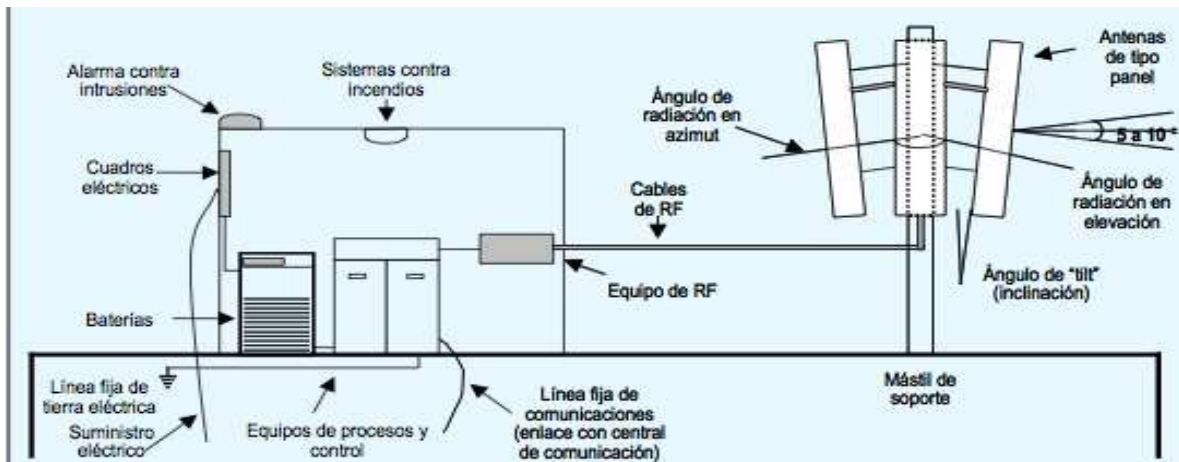 Alarma contra
intrusiones
Sistemas contra
incendios
Antenas
de tipo
panel
Ángulo de
radiación en
azimut
5 a 10 º
Cuadros
eléctricos
Cables
de RF
Ángulo de
radiación en
elevación
Equipo de RF
Ángulo de "tilt"
(inclinación)
Baterías
Línea fija de
tierra eléctrica
Suministro
eléctrico
Equipos de procesos y
control
Línea fija de
comunicaciones
(enlace con central
de comunicación)
Mástil de
soporte